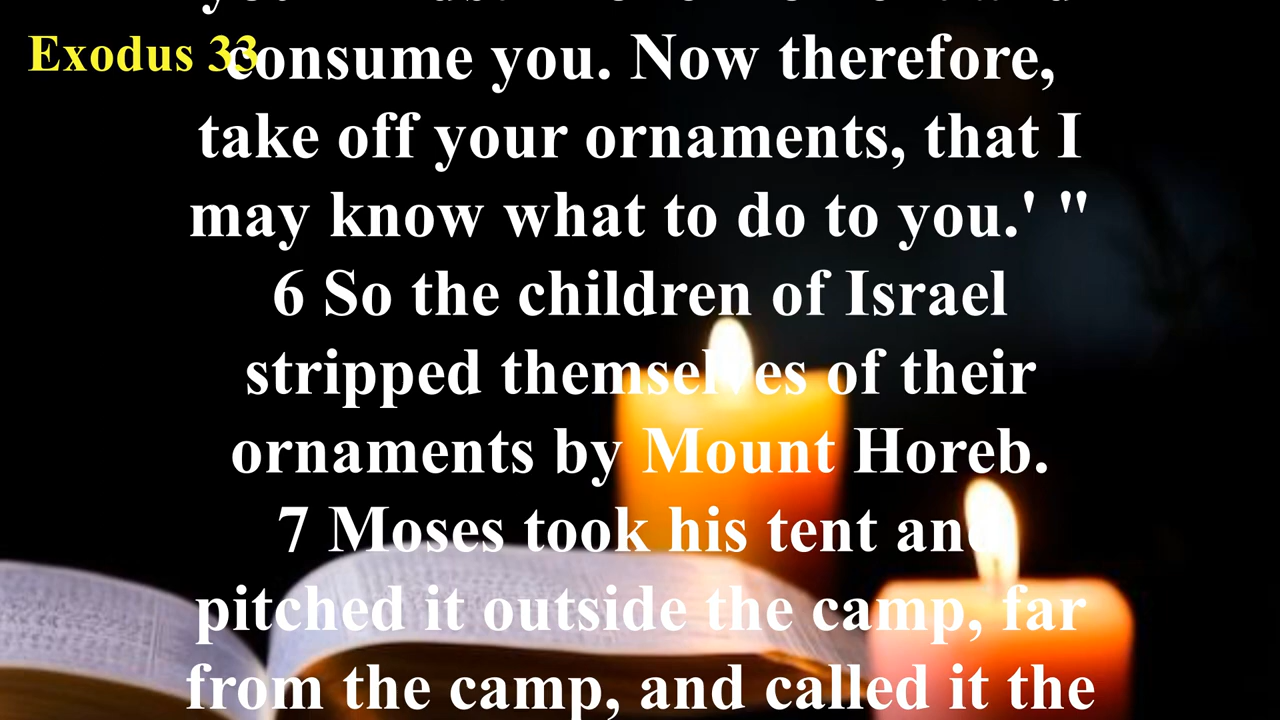 Exodus 33
consume you. Now therefore,
take off your ornaments, that I
may know what to do to you.' "
6 So the children of Israel
stripped themselves of their
ornaments by Mount Horeb.
7 Moses took his tent and
pitched it outside the camp, far
from the camp, and called it the